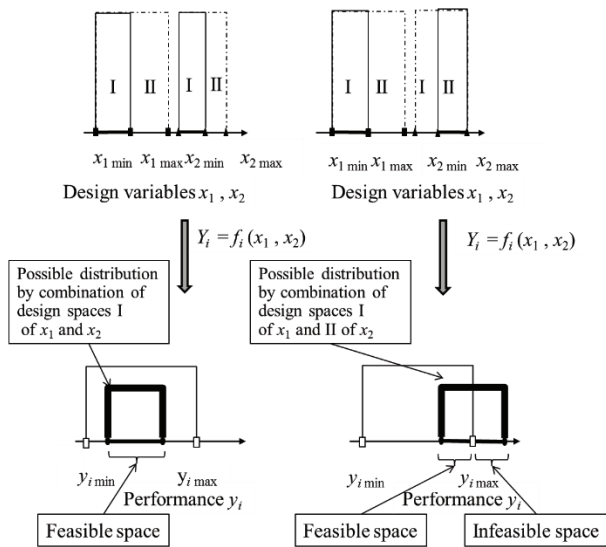 I II I II
x1 min x1 max x2 min x2 max
Design variables x1 , x2
Yi = fi (x1 , x2)
Possible distribution
by combination of
design spaces I
of x1 and x2
yi min yi max
Performance yi
Feasible space
I II I II
x1 min x1 max x2 min x2 max
Design variables x1 , x2
Yi = fi (x1 , x2)
Possible distribution
by combination of
design spaces I
of x1 and II of x2
yi min yi max
Performance yi
Feasible space
Infeasible space